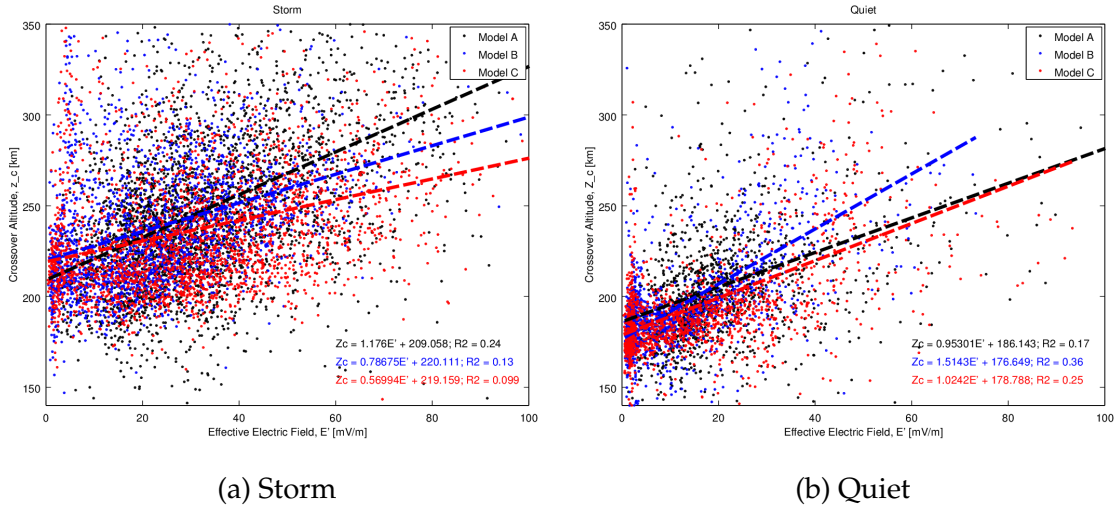 Storm
350
300
250
200
150
0
20
40
60
80
100
Crossover Altitude, z_c [km]
Effective Electric Field, E' [mV/m]
Model A
Model B
Model C
Zc = 1.176E' + 209.058; R2 = 0.24
Zc = 0.78675E' + 220.111; R2 = 0.13
Zc = 0.56994E' + 219.159; R2 = 0.099
(a) Storm
Quiet
350
300
250
200
150
0
20
40
60
80
100
Crossover Altitude, Z_c [km]
Effective Electric Field, E' [mV/m]
Model A
Model B
Model C
Zc = 0.95301E' + 186.143; R2 = 0.17
Zc = 1.5143E' + 176.649; R2 = 0.36
Zc = 1.0242E' + 178.788; R2 = 0.25
(b) Quiet